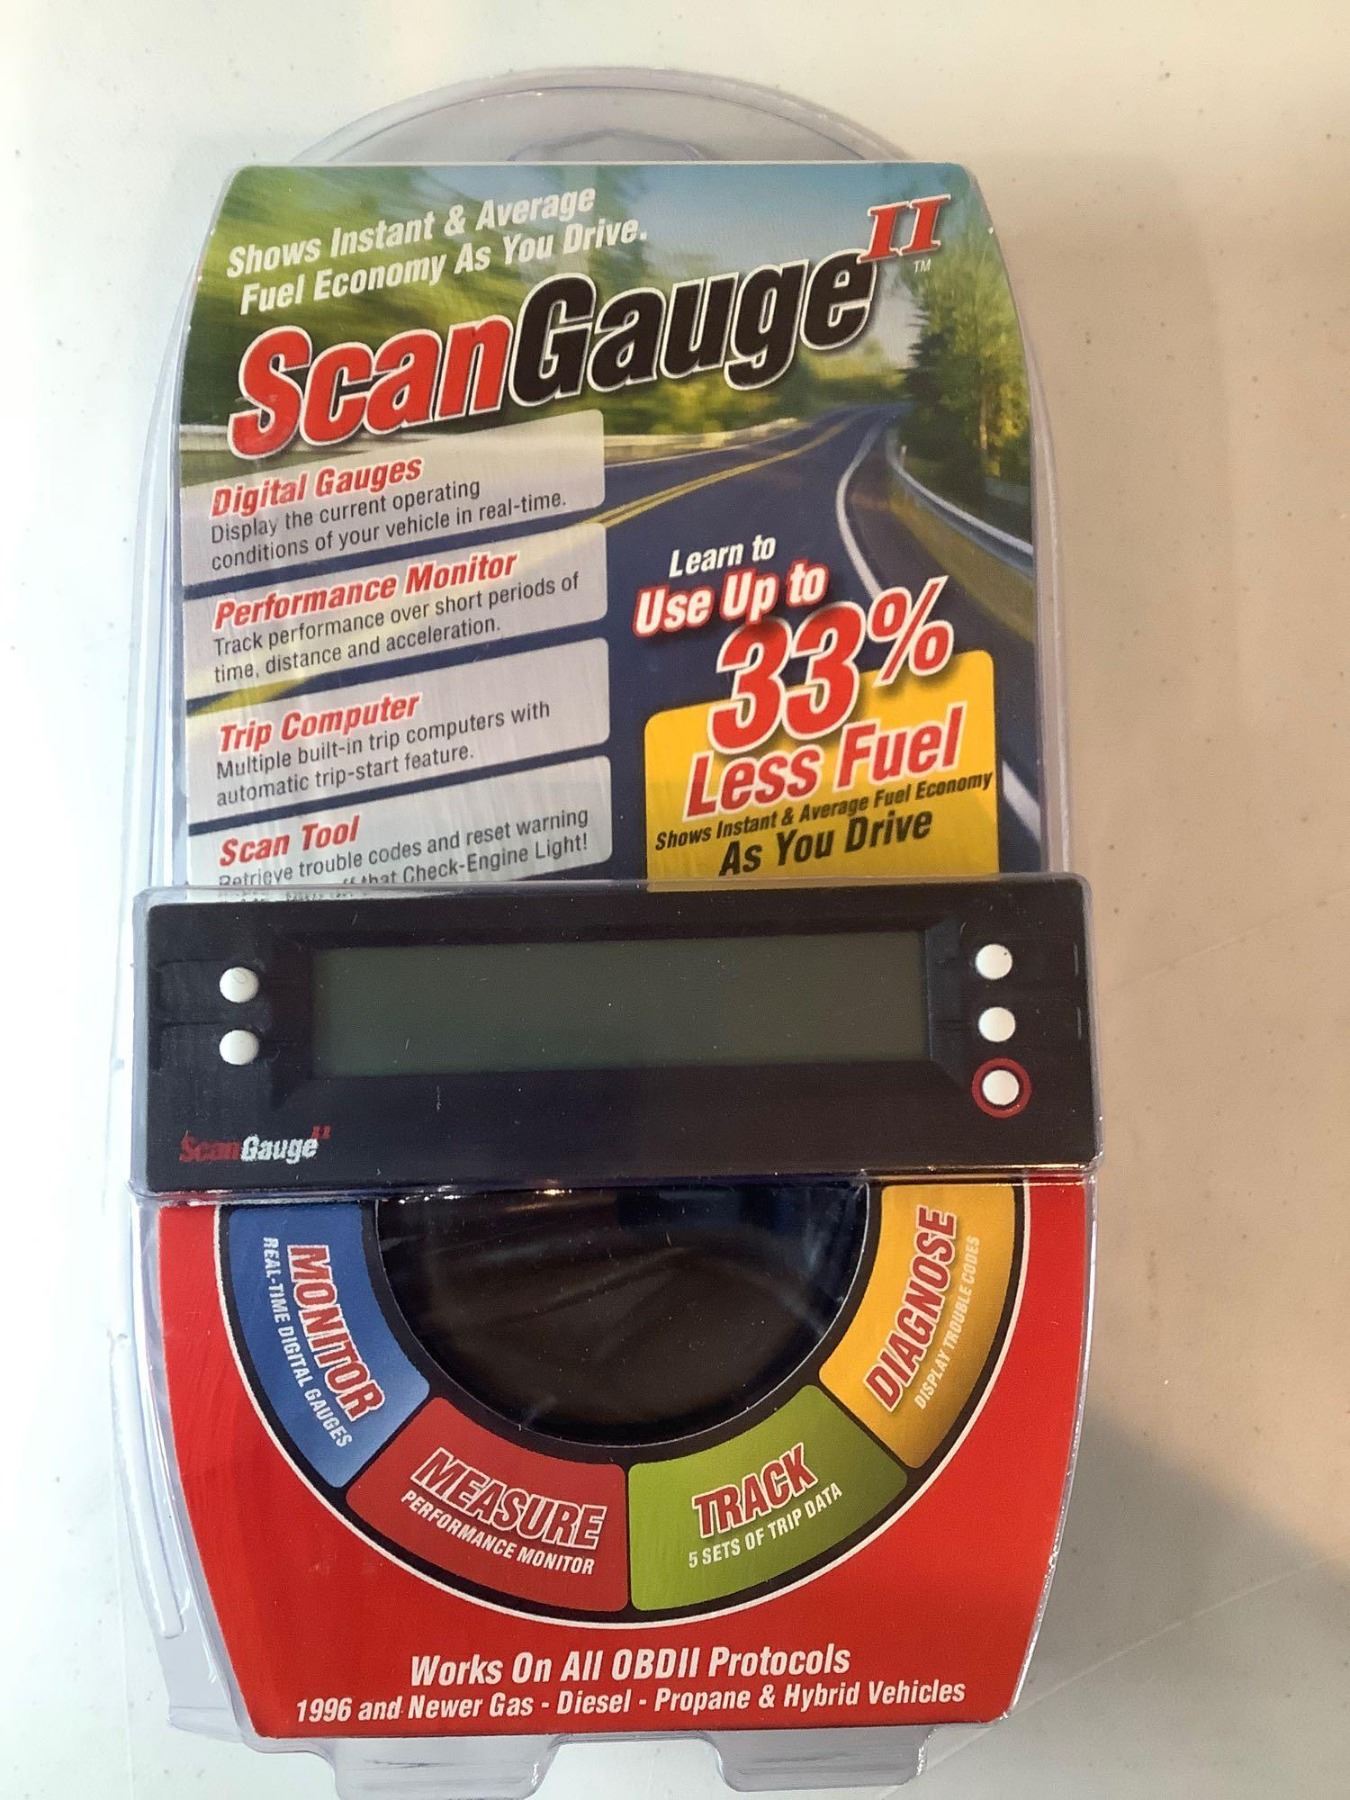 Shows Instant & Average
Fuel Economy As You Drive.
ScanGauge II ™
Digital Gauges
Display the current operating
conditions of your vehicle in real-time.
Performance Monitor
Track performance over short periods of
time, distance and acceleration.
Trip Computer
Multiple built-in trip computers with
automatic trip-start feature.
Scan Tool
Retrieve trouble codes and reset warning
that Check-Engine Light!
Learn to
Use Up to
33%
Less Fuel
Shows Instant & Average Fuel Economy
As You Drive
ScanGauge II
MONITOR
REAL-TIME DIGITAL GAUGES
MEASURE
PERFORMANCE MONITOR
TRACK
5 SETS OF TRIP DATA
DIAGNOSE
DISPLAY TROUBLE CODES
Works On All OBDII Protocols
1996 and Newer Gas - Diesel - Propane & Hybrid Vehicles